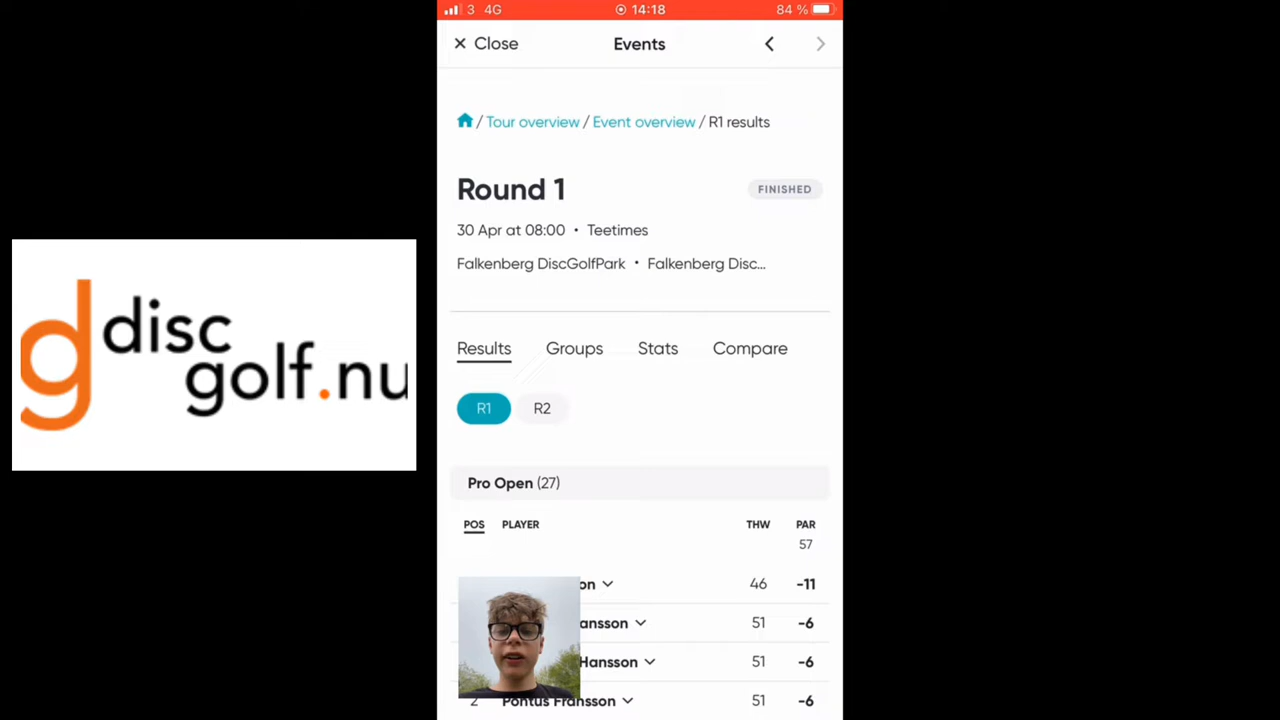 3 4G 14:18 84 %
× Close Events
/ Tour overview / Event overview / R1 results
Round 1 FINISHED
30 Apr at 08:00 • Teetimes
Falkenberg DiscGolfPark • Falkenberg Disc...
disc
golf.nu
Results Groups Stats Compare
R1 R2
Pro Open (27)
POS PLAYER THW PAR
57
on 46 -11
ansson 51 -6
Hansson 51 -6
2 Pontus Fransson 51 -6